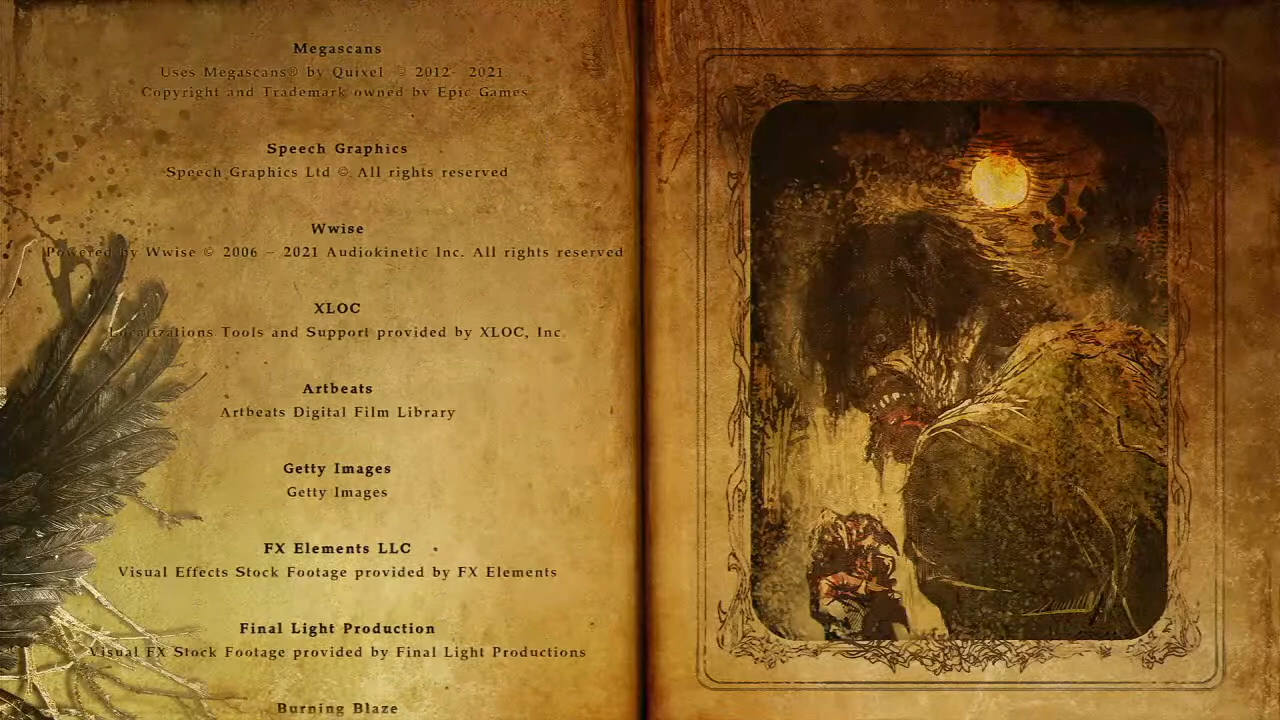 Megascans
Uses Megascans® by Quixel © 2012- 2021
Copyright and Trademark owned by Epic Games
Speech Graphics
Speech Graphics Ltd © All rights reserved
Wwise
Powered by Wwise © 2006 – 2021 Audiokinetic Inc. All rights reserved
XLOC
Localizations Tools and Support provided by XLOC, Inc.
Artbeats
Artbeats Digital Film Library
Getty Images
Getty Images
FX Elements LLC
Visual Effects Stock Footage provided by FX Elements
Final Light Production
Visual FX Stock Footage provided by Final Light Productions
Burning Blaze